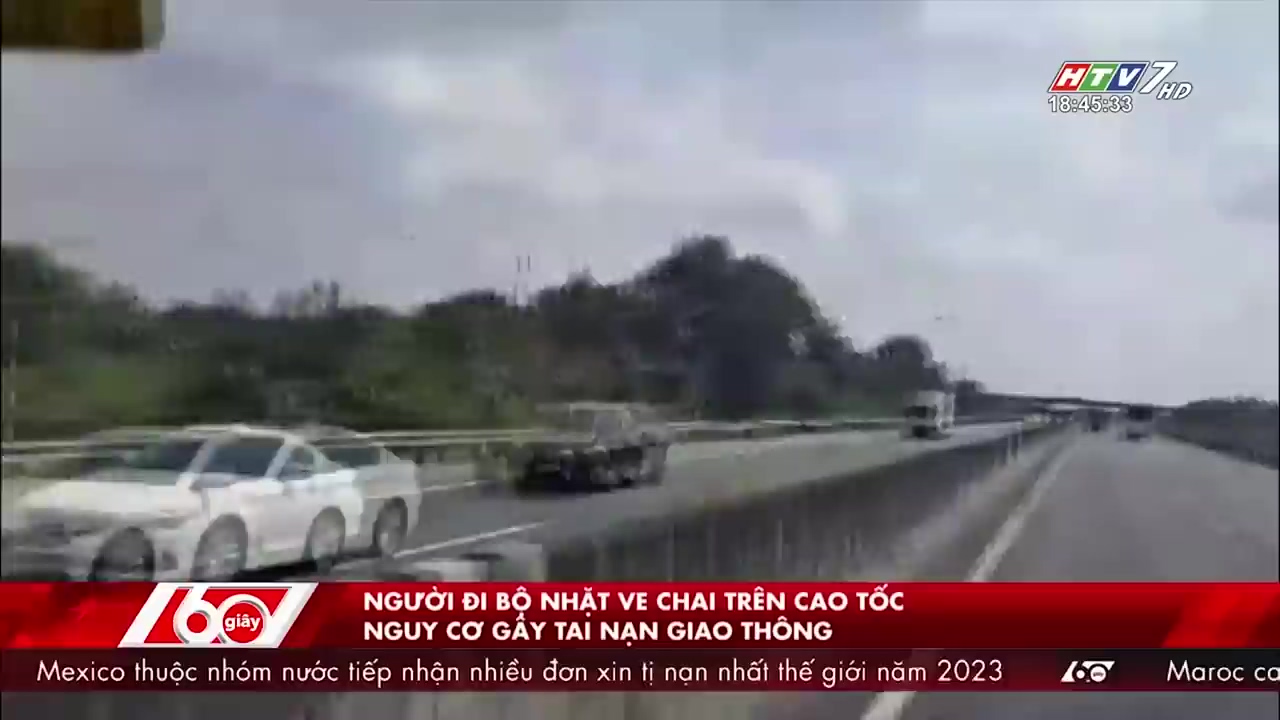 HTV7 HD
18:45:33
60 giây
NGƯỜI ĐI BỘ NHẶT VE CHAI TRÊN CAO TỐC
NGUY CƠ GÂY TAI NẠN GIAO THÔNG
Mexico thuộc nhóm nước tiếp nhận nhiều đơn xin tị nạn nhất thế giới năm 2023
60 giây
Maroc